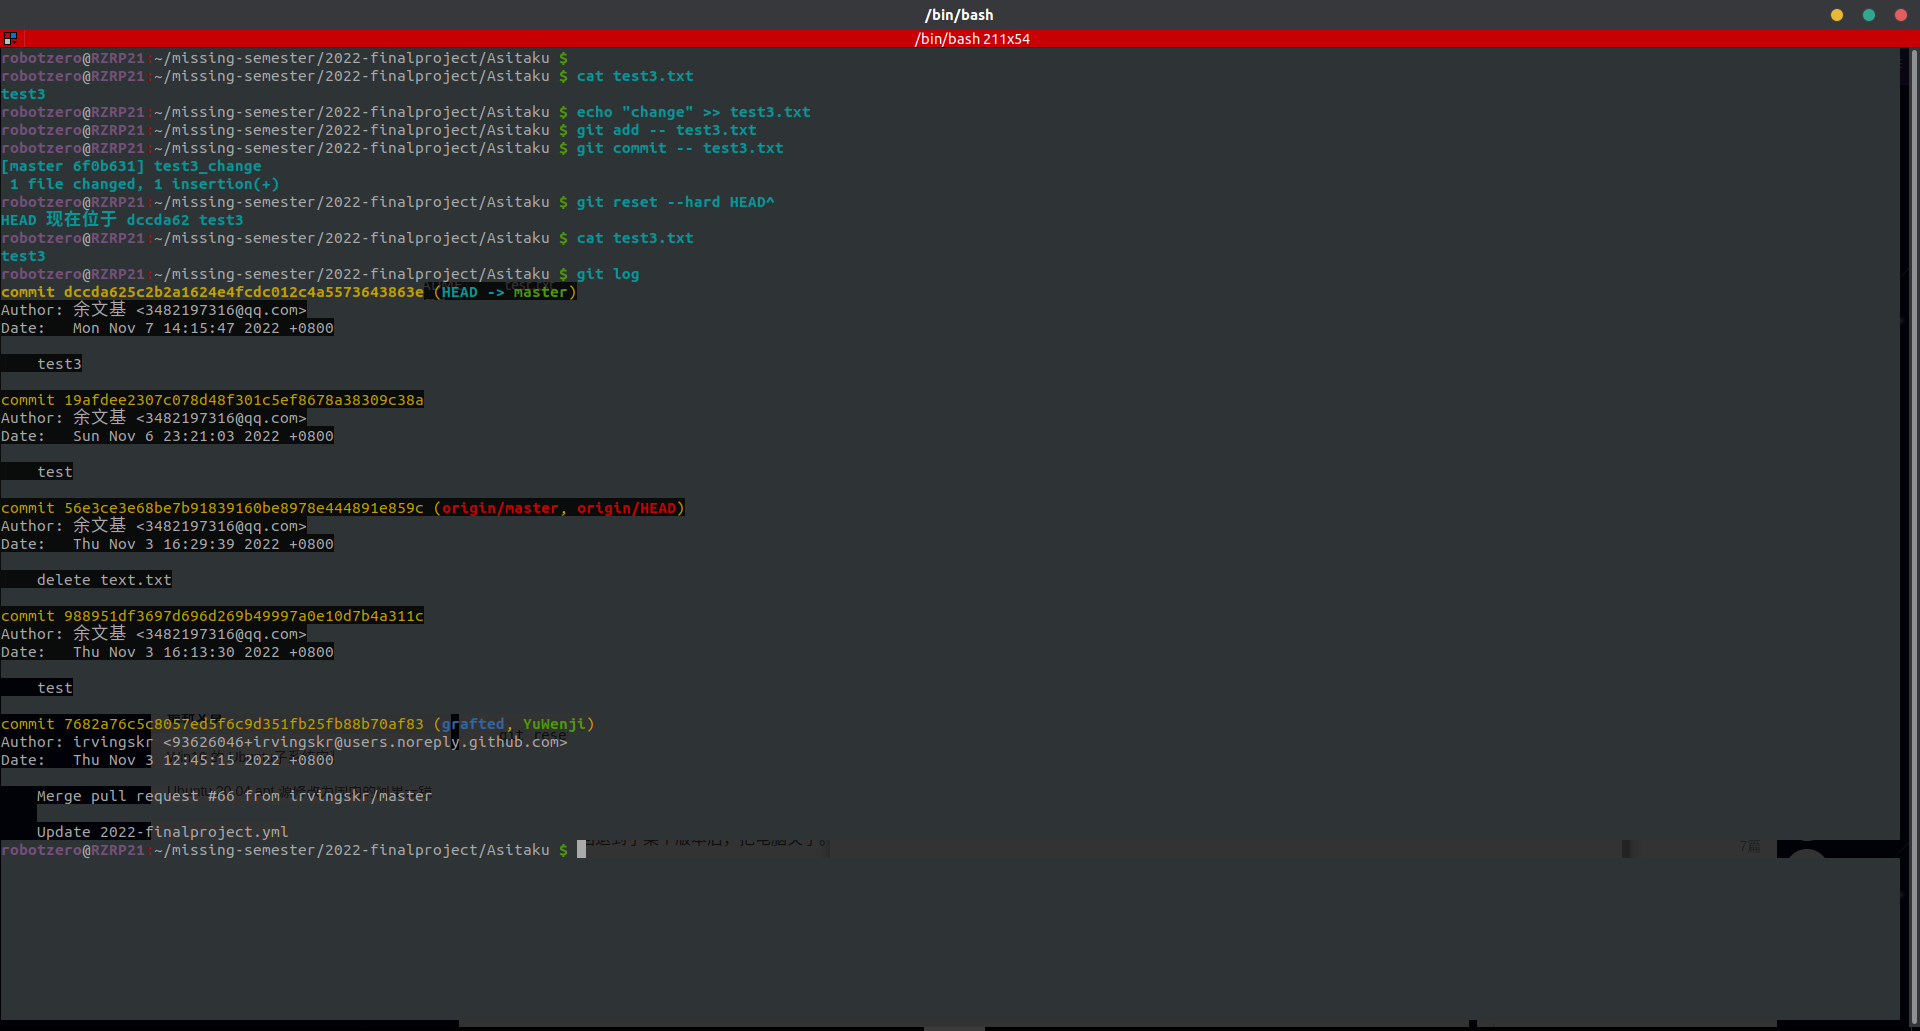 /bin/bash
/bin/bash 211x54
robotzero@RZRP21:~/missing-semester/2022-finalproject/Asitaku $
robotzero@RZRP21:~/missing-semester/2022-finalproject/Asitaku $ cat test3.txt
test3
robotzero@RZRP21:~/missing-semester/2022-finalproject/Asitaku $ echo "change" >> test3.txt
robotzero@RZRP21:~/missing-semester/2022-finalproject/Asitaku $ git add -- test3.txt
robotzero@RZRP21:~/missing-semester/2022-finalproject/Asitaku $ git commit -- test3.txt
[master 6f0b631] test3_change
 1 file changed, 1 insertion(+)
robotzero@RZRP21:~/missing-semester/2022-finalproject/Asitaku $ git reset --hard HEAD^
HEAD 现在位于 dccda62 test3
robotzero@RZRP21:~/missing-semester/2022-finalproject/Asitaku $ cat test3.txt
test3
robotzero@RZRP21:~/missing-semester/2022-finalproject/Asitaku $ git log
commit dccda625c2b2a1624e4fcdc012c4a5573643863e (HEAD -> master)
Author: 余文基 <3482197316@qq.com>
Date:   Mon Nov 7 14:15:47 2022 +0800
    test3
commit 19afdee2307c078d48f301c5ef8678a38309c38a
Author: 余文基 <3482197316@qq.com>
Date:   Sun Nov 6 23:21:03 2022 +0800
    test
commit 56e3ce3e68be7b91839160be8978e444891e859c (origin/master, origin/HEAD)
Author: 余文基 <3482197316@qq.com>
Date:   Thu Nov 3 16:29:39 2022 +0800
    delete text.txt
commit 988951df3697d696d269b49997a0e10d7b4a311c
Author: 余文基 <3482197316@qq.com>
Date:   Thu Nov 3 16:13:30 2022 +0800
    test
commit 7682a76c5c8057ed5f6c9d351fb25fb88b70af83 (grafted, YuWenji)
Author: irvingskr <93626046+irvingskr@users.noreply.github.com>
Date:   Thu Nov 3 12:45:15 2022 +0800
    Merge pull request #66 from irvingskr/master
    Update 2022-finalproject.yml
robotzero@RZRP21:~/missing-semester/2022-finalproject/Asitaku $
7篇